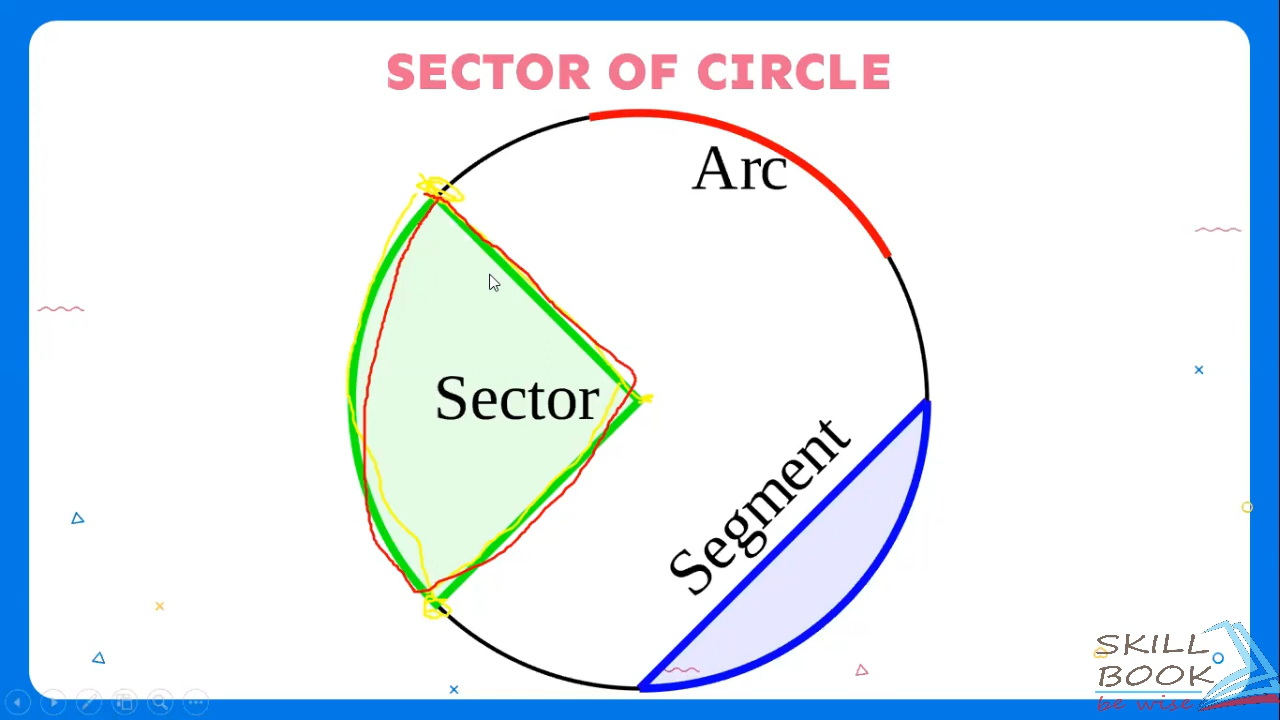 SECTOR OF CIRCLE
Arc
Sector
Segment
SKILL
BOOK
be wise